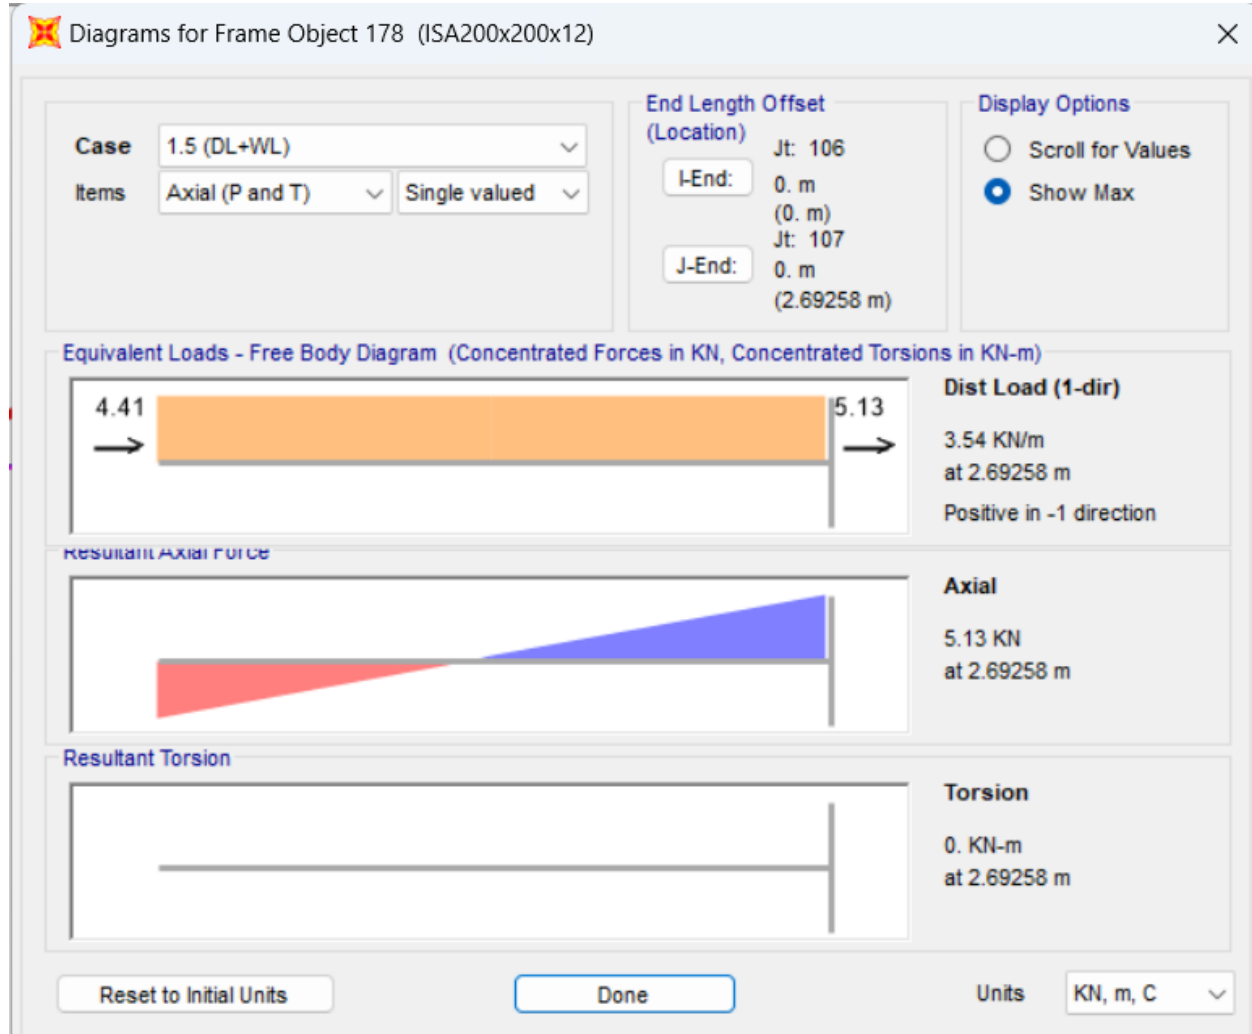 Diagrams for Frame Object 178 (ISA200x200x12)
Case
1.5 (DL+WL)
Items
Axial (P and T)
Single valued
End Length Offset
(Location)
I-End:
Jt: 106
0. m
(0. m)
J-End:
Jt: 107
0. m
(2.69258 m)
Display Options
Scroll for Values
Show Max
Equivalent Loads - Free Body Diagram (Concentrated Forces in KN, Concentrated Torsions in KN-m)
4.41
5.13
Dist Load (1-dir)
3.54 KN/m
at 2.69258 m
Positive in -1 direction
Resultant Axial Force
Axial
5.13 KN
at 2.69258 m
Resultant Torsion
Torsion
0. KN-m
at 2.69258 m
Reset to Initial Units
Done
Units
KN, m, C